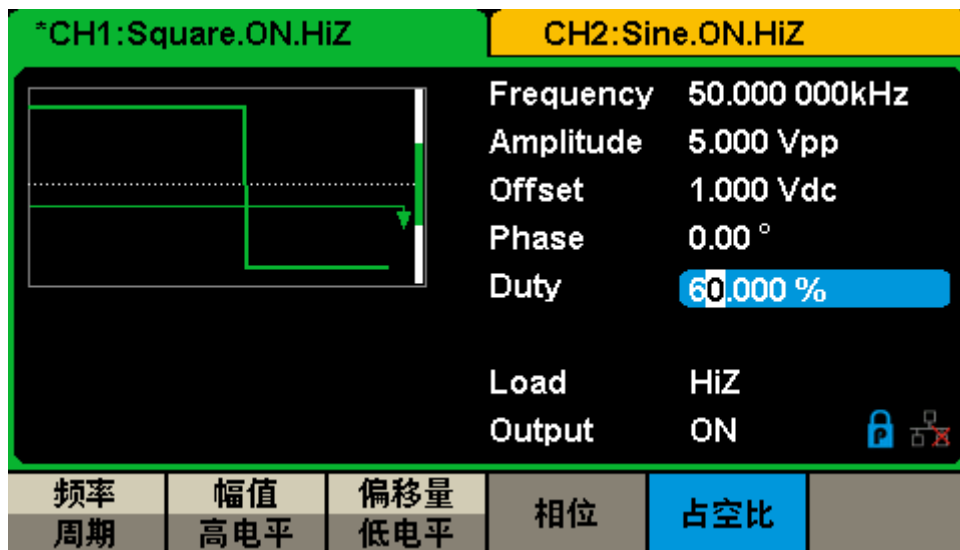 *CH1:Square.ON.HiZ CH2:Sine.ON.HiZ
Frequency 50.000 000kHz
Amplitude 5.000 Vpp
Offset 1.000 Vdc
Phase 0.00 °
Duty 60.000 %
Load HiZ
Output ON P
频率 幅值 偏移量 相位 占空比
周期 高电平 低电平